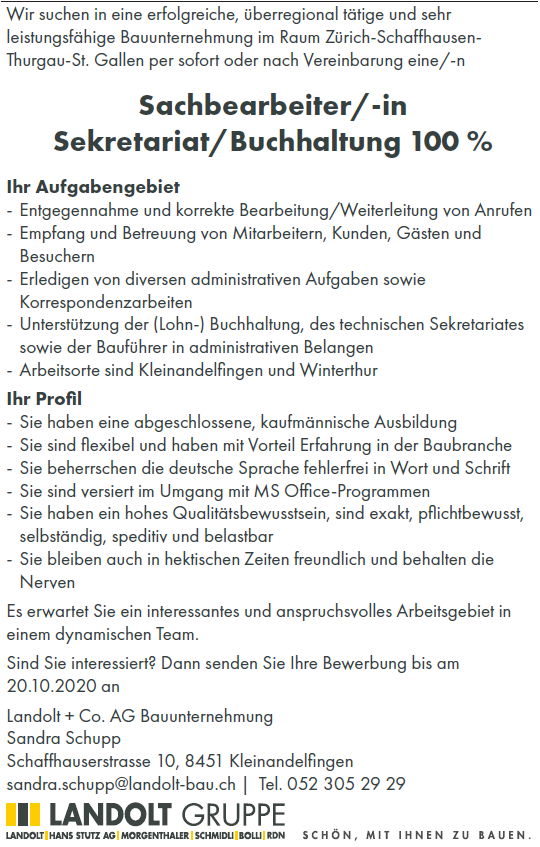 Wir suchen in eine erfolgreiche, überregional tätige und sehr
leistungsfähige Bauunternehmung im Raum Zürich-Schaffhausen-
Thurgau-St. Gallen per sofort oder nach Vereinbarung eine/-n
Sachbearbeiter/-in
Sekretariat/Buchhaltung 100 %
Ihr Aufgabengebiet
- Entgegennahme und korrekte Bearbeitung/Weiterleitung von Anrufen
- Empfang und Betreuung von Mitarbeitern, Kunden, Gästen und
Besuchern
- Erledigen von diversen administrativen Aufgaben sowie
Korrespondenzarbeiten
- Unterstützung der (Lohn-) Buchhaltung, des technischen Sekretariates
sowie der Bauführer in administrativen Belangen
- Arbeitsorte sind Kleinandelfingen und Winterthur
Ihr Profil
- Sie haben eine abgeschlossene, kaufmännische Ausbildung
- Sie sind flexibel und haben mit Vorteil Erfahrung in der Baubranche
- Sie beherrschen die deutsche Sprache fehlerfrei in Wort und Schrift
- Sie sind versiert im Umgang mit MS Office-Programmen
- Sie haben ein hohes Qualitätsbewusstsein, sind exakt, pflichtbewusst,
selbständig, speditiv und belastbar
- Sie bleiben auch in hektischen Zeiten freundlich und behalten die
Nerven
Es erwartet Sie ein interessantes und anspruchsvolles Arbeitsgebiet in
einem dynamischen Team.
Sind Sie interessiert? Dann senden Sie Ihre Bewerbung bis am
20.10.2020 an
Landolt + Co. AG Bauunternehmung
Sandra Schupp
Schaffhauserstrasse 10, 8451 Kleinandelfingen
sandra.schupp@landolt-bau.ch | Tel. 052 305 29 29
LANDOLT GRUPPE
LANDOLT|HANS STUTZ AG|MORGENTHALER|SCHMIDLI|BOLLI|RDN SCHÖN, MIT IHNEN ZU BAUEN.